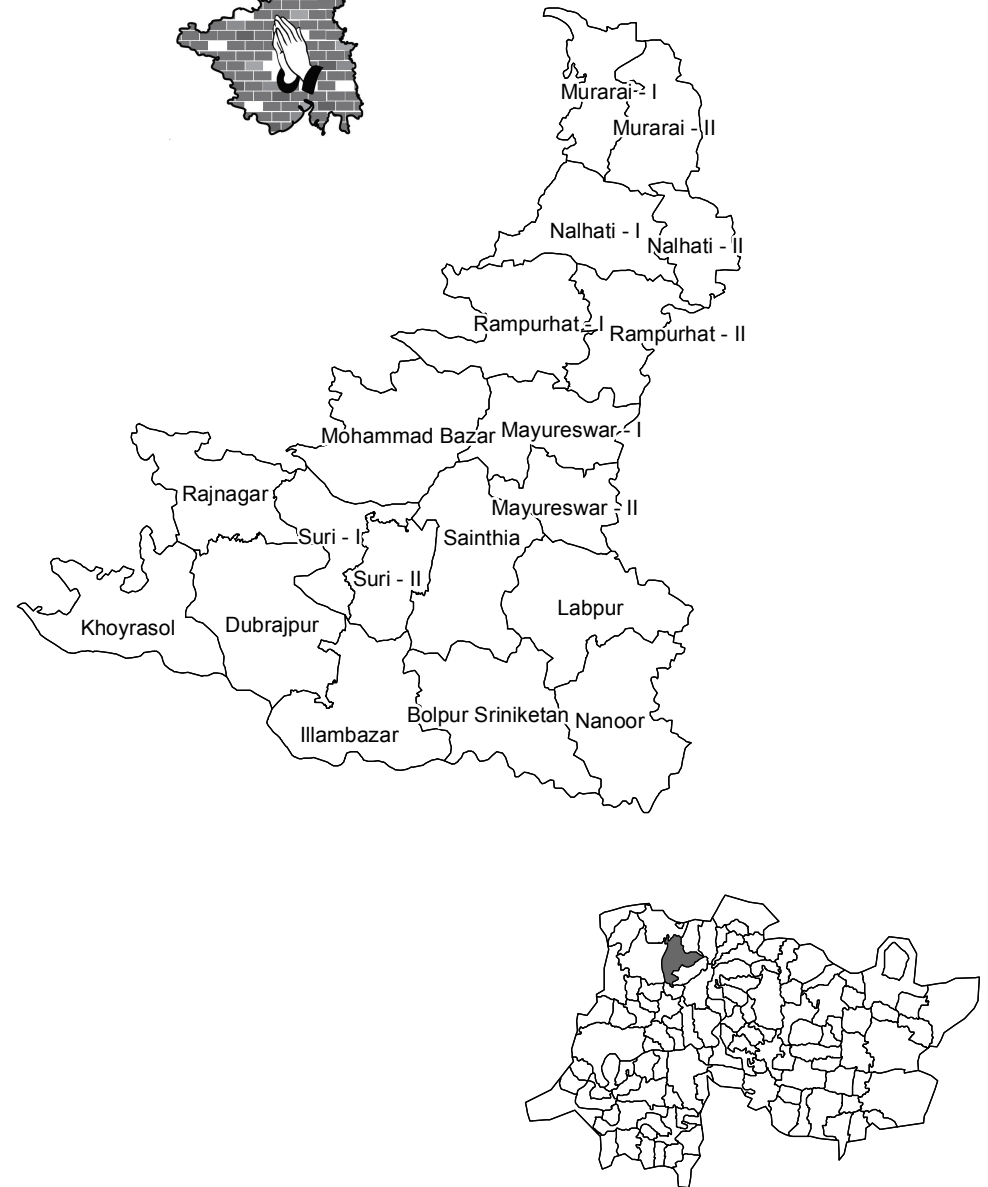 Murarai - I
Murarai - II
Nalhati - I
Nalhati - II
Rampurhat - I
Rampurhat - II
Mohammad Bazar
Mayureswar - I
Rajnagar
Mayureswar - II
Suri - I
Sainthia
Suri - II
Labpur
Khoyrasol
Dubrajpur
Bolpur Sriniketan
Nanoor
Illambazar